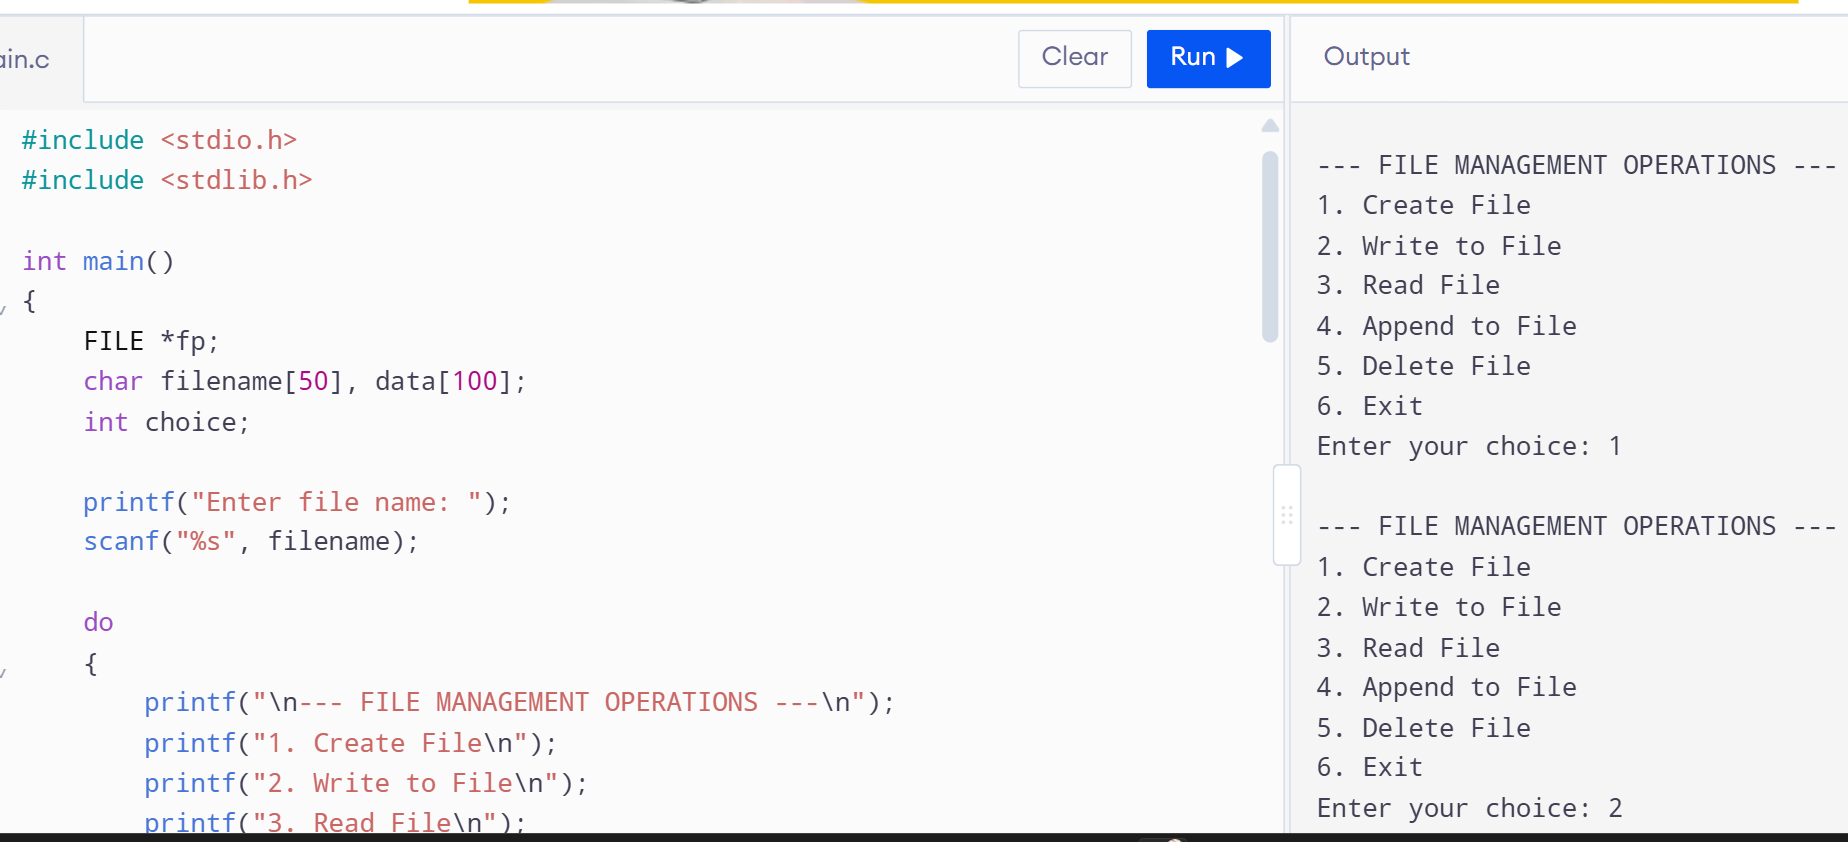 ain.c
Clear
Run
#include <stdio.h>
#include <stdlib.h>
int main()
{
FILE *fp;
char filename[50], data[100];
int choice;
printf("Enter file name: ");
scanf("%s", filename);
do
{
printf("\n--- FILE MANAGEMENT OPERATIONS ---\n");
printf("1. Create File\n");
printf("2. Write to File\n");
printf("3. Read File\n");
Output
--- FILE MANAGEMENT OPERATIONS ---
1. Create File
2. Write to File
3. Read File
4. Append to File
5. Delete File
6. Exit
Enter your choice: 1
--- FILE MANAGEMENT OPERATIONS ---
1. Create File
2. Write to File
3. Read File
4. Append to File
5. Delete File
6. Exit
Enter your choice: 2